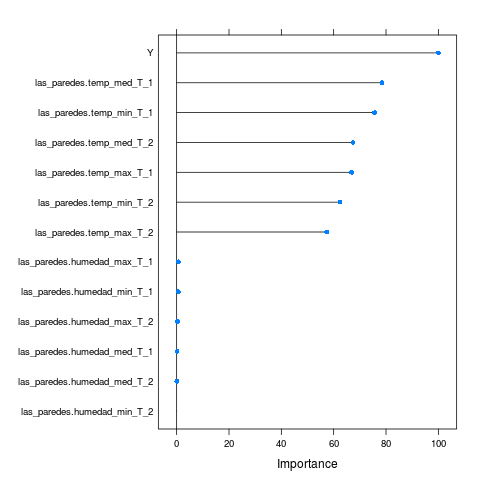 Y
las_paredes.temp_med_T_1
las_paredes.temp_min_T_1
las_paredes.temp_med_T_2
las_paredes.temp_max_T_1
las_paredes.temp_min_T_2
las_paredes.temp_max_T_2
las_paredes.humedad_max_T_1
las_paredes.humedad_min_T_1
las_paredes.humedad_max_T_2
las_paredes.humedad_med_T_1
las_paredes.humedad_med_T_2
las_paredes.humedad_min_T_2
0 20 40 60 80 100
Importance